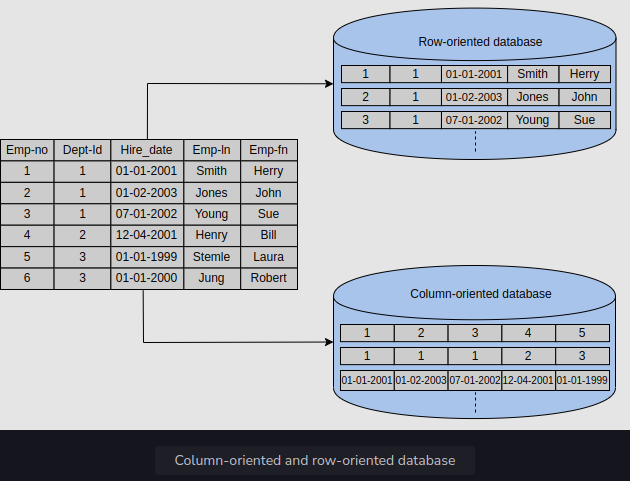 Row-oriented database
1 1 01-01-2001 Smith Herry
2 1 01-02-2003 Jones John
3 1 07-01-2002 Young Sue
Emp-no Dept-Id Hire_date Emp-ln Emp-fn
1 1 01-01-2001 Smith Herry
2 1 01-02-2003 Jones John
3 1 07-01-2002 Young Sue
4 2 12-04-2001 Henry Bill
5 3 01-01-1999 Stemle Laura
6 3 01-01-2000 Jung Robert
Column-oriented database
1 2 3 4 5
1 1 1 2 3
01-01-2001 01-02-2003 07-01-2002 12-04-2001 01-01-1999
Column-oriented and row-oriented database